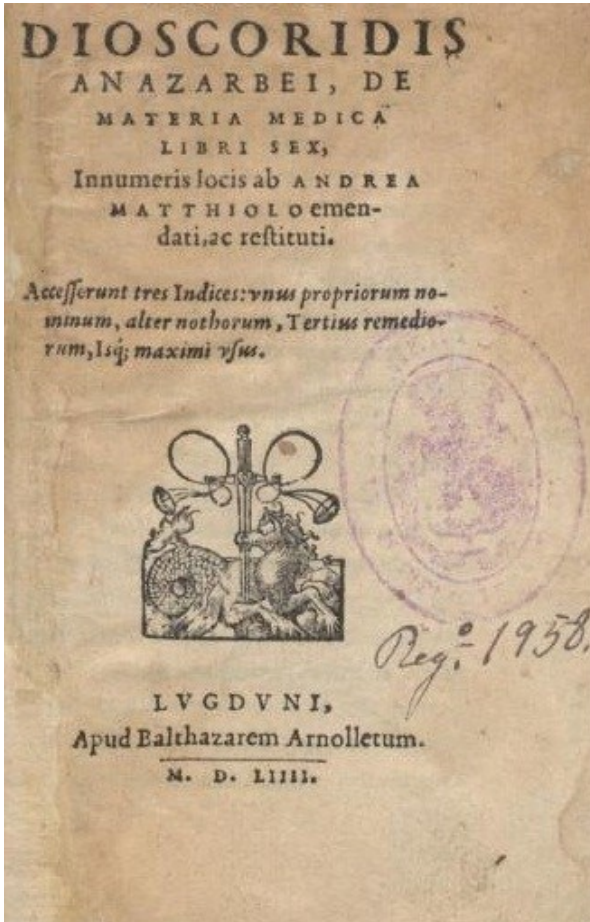 DIOSCORIDIS
ANAZARBEI, DE
MATERIA MEDICA
LIBRI SEX,
Innumeris locis ab ANDREA
MATTHIOLO emen-
dati, ac reſtituti.
Acceſſerunt tres Indices: vnus propriorum no-
minum, alter nothorum, Tertius remedio-
rum, Isq́; maximi vſus.
Reg.º 1958.
LVGDVNI,
Apud Balthazarem Arnolletum.
M. D. LIIII.